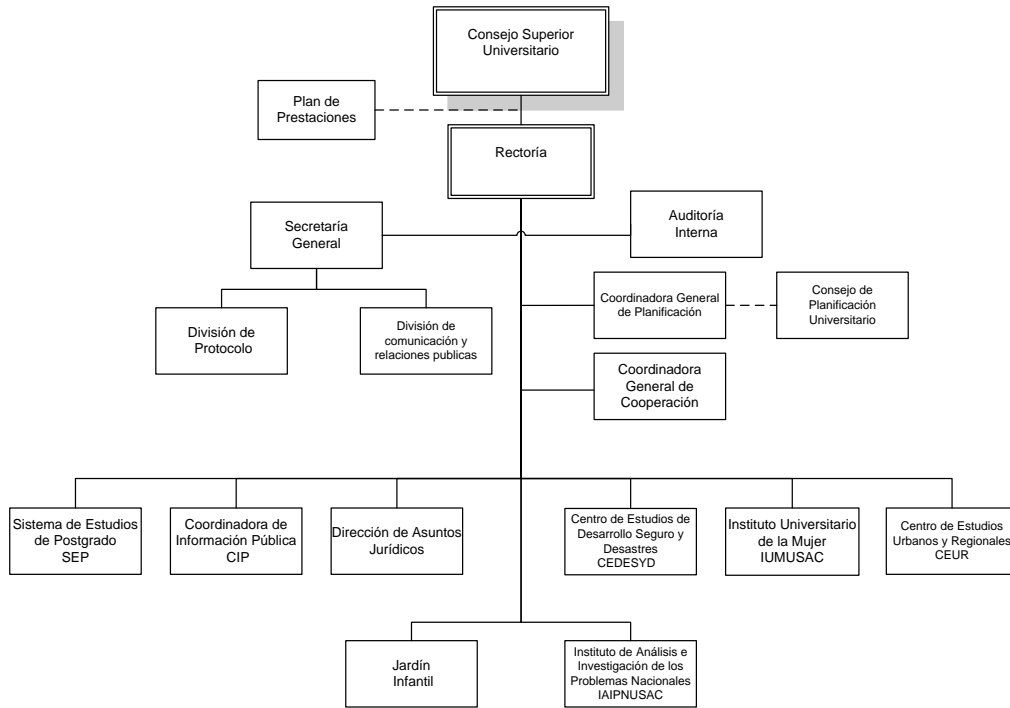 Consejo Superior
Universitario
Plan de
Prestaciones
Rectoría
Secretaría
General
Auditoría
Interna
División de
Protocolo
División de
comunicación y
relaciones publicas
Coordinadora General
de Planificación
Consejo de
Planificación
Universitario
Coordinadora
General de
Cooperación
Sistema de Estudios
de Postgrado
SEP
Coordinadora de
Información Pública
CIP
Dirección de Asuntos
Jurídicos
Centro de Estudios de
Desarrollo Seguro y
Desastres
CEDESYD
Instituto Universitario
de la Mujer
IUMUSAC
Centro de Estudios
Urbanos y Regionales
CEUR
Jardín
Infantil
Instituto de Análisis e
Investigación de los
Problemas Nacionales
IAIPNUSAC